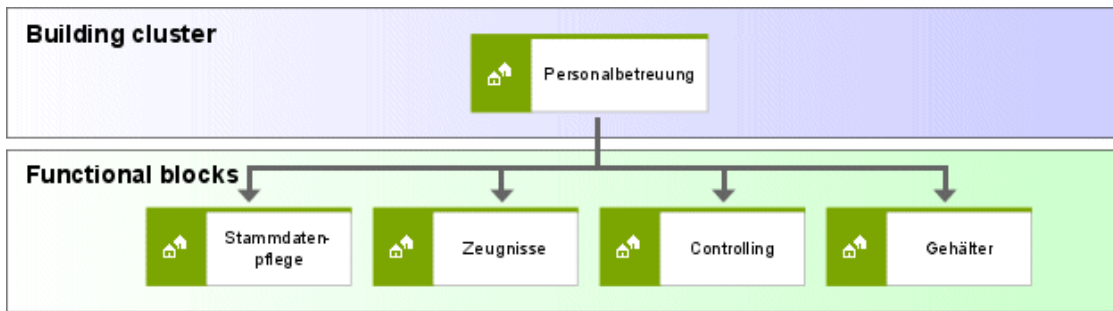 Building cluster
Personalbetreuung
Functional blocks
Stammdaten-
pflege
Zeugnisse
Controlling
Gehälter